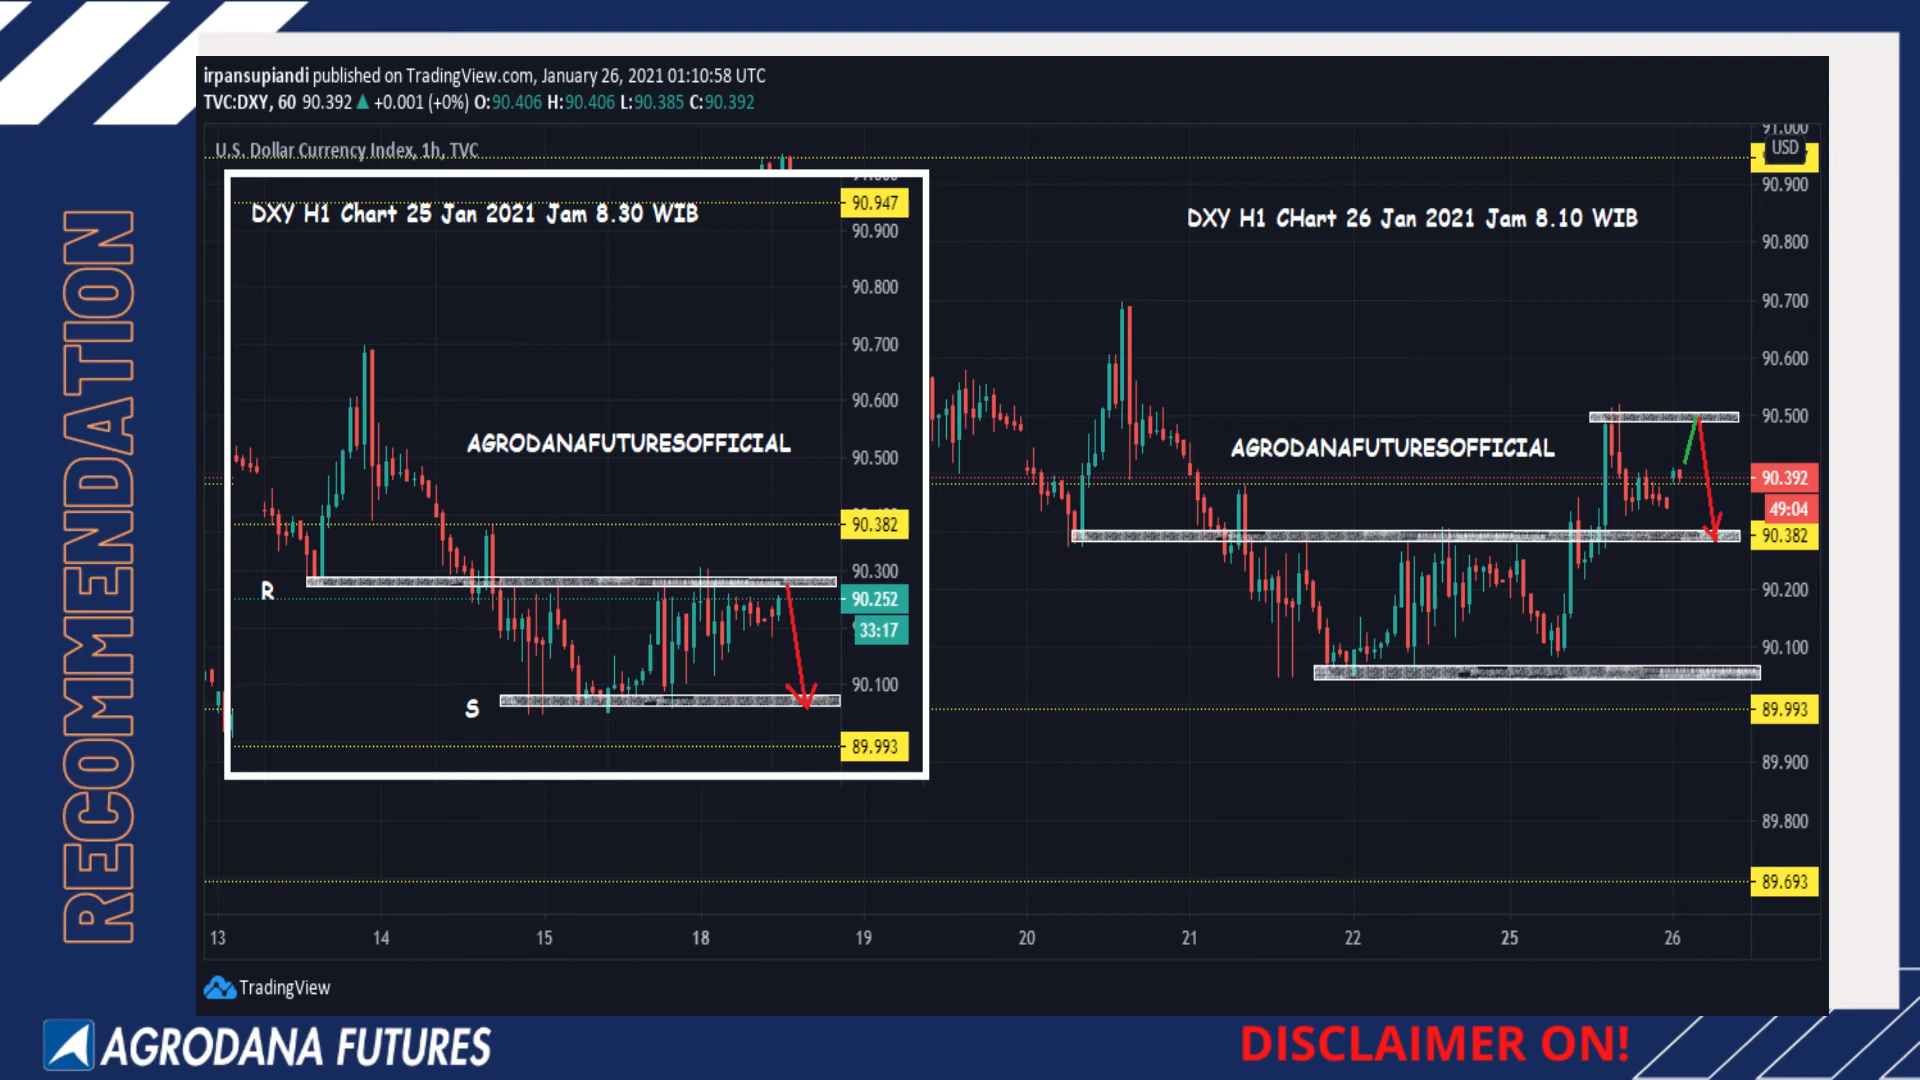 irpansupiandi published on TradingView.com, January 26, 2021 01:10:58 UTC
TVC:DXY, 60 90.392 ▲ +0.001 (+0%) O:90.406 H:90.406 L:90.385 C:90.392
U.S. Dollar Currency Index, 1h, TVC
RECOMMENDATION
DXY H1 Chart 25 Jan 2021 Jam 8.30 WIB
AGRODANAFUTURESOFFICIAL
R
S
90.947
90.900
90.800
90.700
90.600
90.500
90.382
90.300
90.252
33:17
90.100
89.993
DXY H1 CHart 26 Jan 2021 Jam 8.10 WIB
AGRODANAFUTURESOFFICIAL
91.000
USD
90.900
90.800
90.700
90.600
90.500
90.392
49:04
90.382
90.200
90.100
89.993
89.900
89.800
89.693
13 14 15 18 19 20 21 22 25 26
TradingView
AGRODANA FUTURES
DISCLAIMER ON!